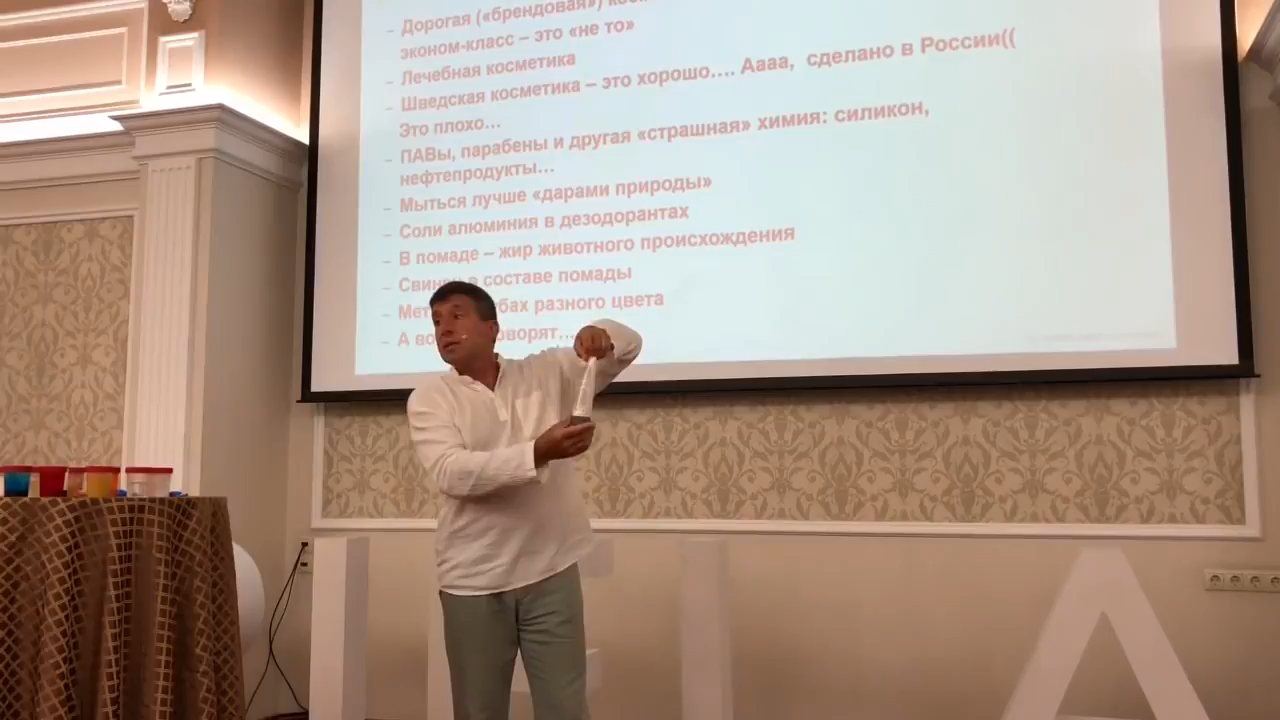 – Дорогая («брендовая»)
эконом-класс – это «не то»
– Лечебная косметика
– Шведская косметика – это хорошо…. Аааа, сделано в России((
Это плохо…
– ПАВы, парабены и другая «страшная» химия: силикон,
нефтепродукты…
– Мыться лучше «дарами природы»
– Соли алюминия в дезодорантах
– В помаде – жир животного происхождения
– составе помады
– разного цвета
– А